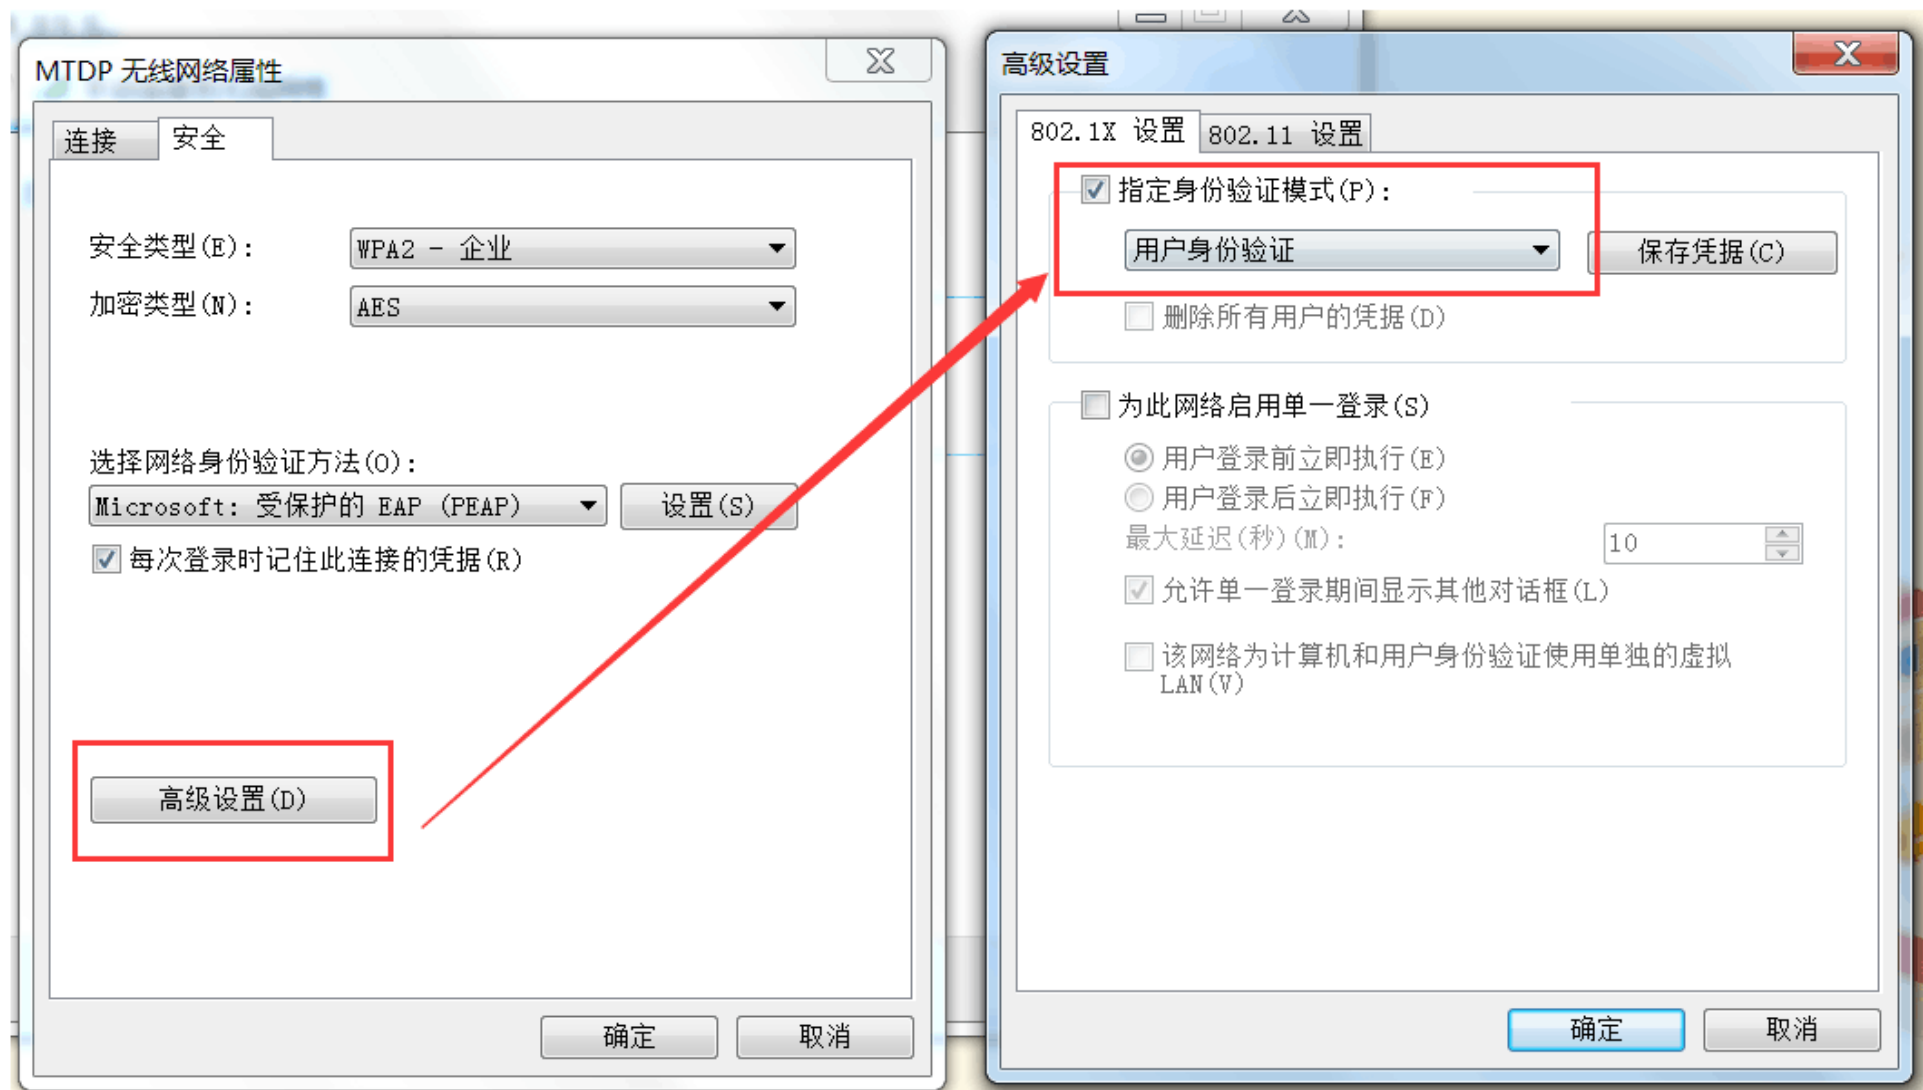 MTDP 无线网络属性
连接
安全
安全类型(E):
WPA2 - 企业
加密类型(N):
AES
选择网络身份验证方法(O):
Microsoft: 受保护的 EAP (PEAP)
设置(S)
每次登录时记住此连接的凭据(R)
高级设置(D)
确定
取消
高级设置
802.1X 设置
802.11 设置
指定身份验证模式(P):
用户身份验证
保存凭据(C)
删除所有用户的凭据(D)
为此网络启用单一登录(S)
用户登录前立即执行(E)
用户登录后立即执行(F)
最大延迟(秒)(M):
10
允许单一登录期间显示其他对话框(L)
该网络为计算机和用户身份验证使用单独的虚拟
LAN(V)
确定
取消